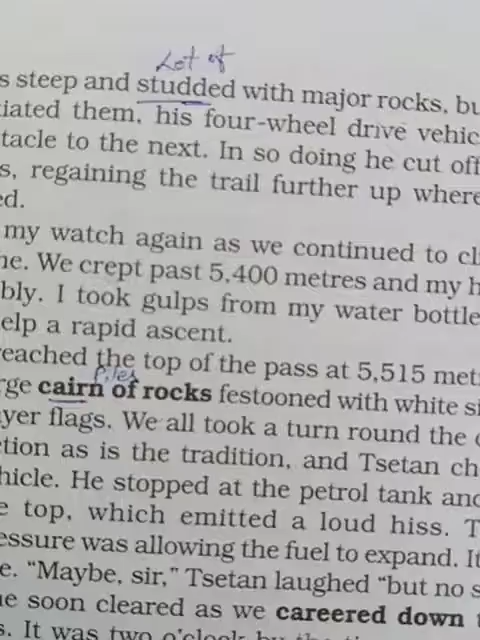 Lot of
s steep and studded with major rocks, bu
iated them, his four-wheel drive vehic
tacle to the next. In so doing he cut off
s, regaining the trail further up where
ed.
my watch again as we continued to cl
ne. We crept past 5,400 metres and my h
bly. I took gulps from my water bottle
elp a rapid ascent.
reached the top of the pass at 5,515 met
Piles
rge cairn of rocks festooned with white si
ayer flags. We all took a turn round the c
ction as is the tradition, and Tsetan ch
hicle. He stopped at the petrol tank and
e top, which emitted a loud hiss. T
essure was allowing the fuel to expand. It
e. “Maybe, sir,” Tsetan laughed “but no s
ne soon cleared as we careered down t
s. It was two o'clock by the